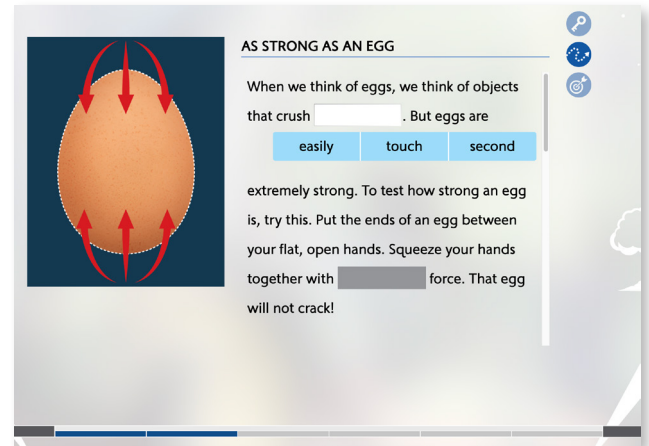 AS STRONG AS AN EGG
When we think of eggs, we think of objects
that crush . But eggs are
easily touch second
extremely strong. To test how strong an egg
is, try this. Put the ends of an egg between
your flat, open hands. Squeeze your hands
together with force. That egg
will not crack!